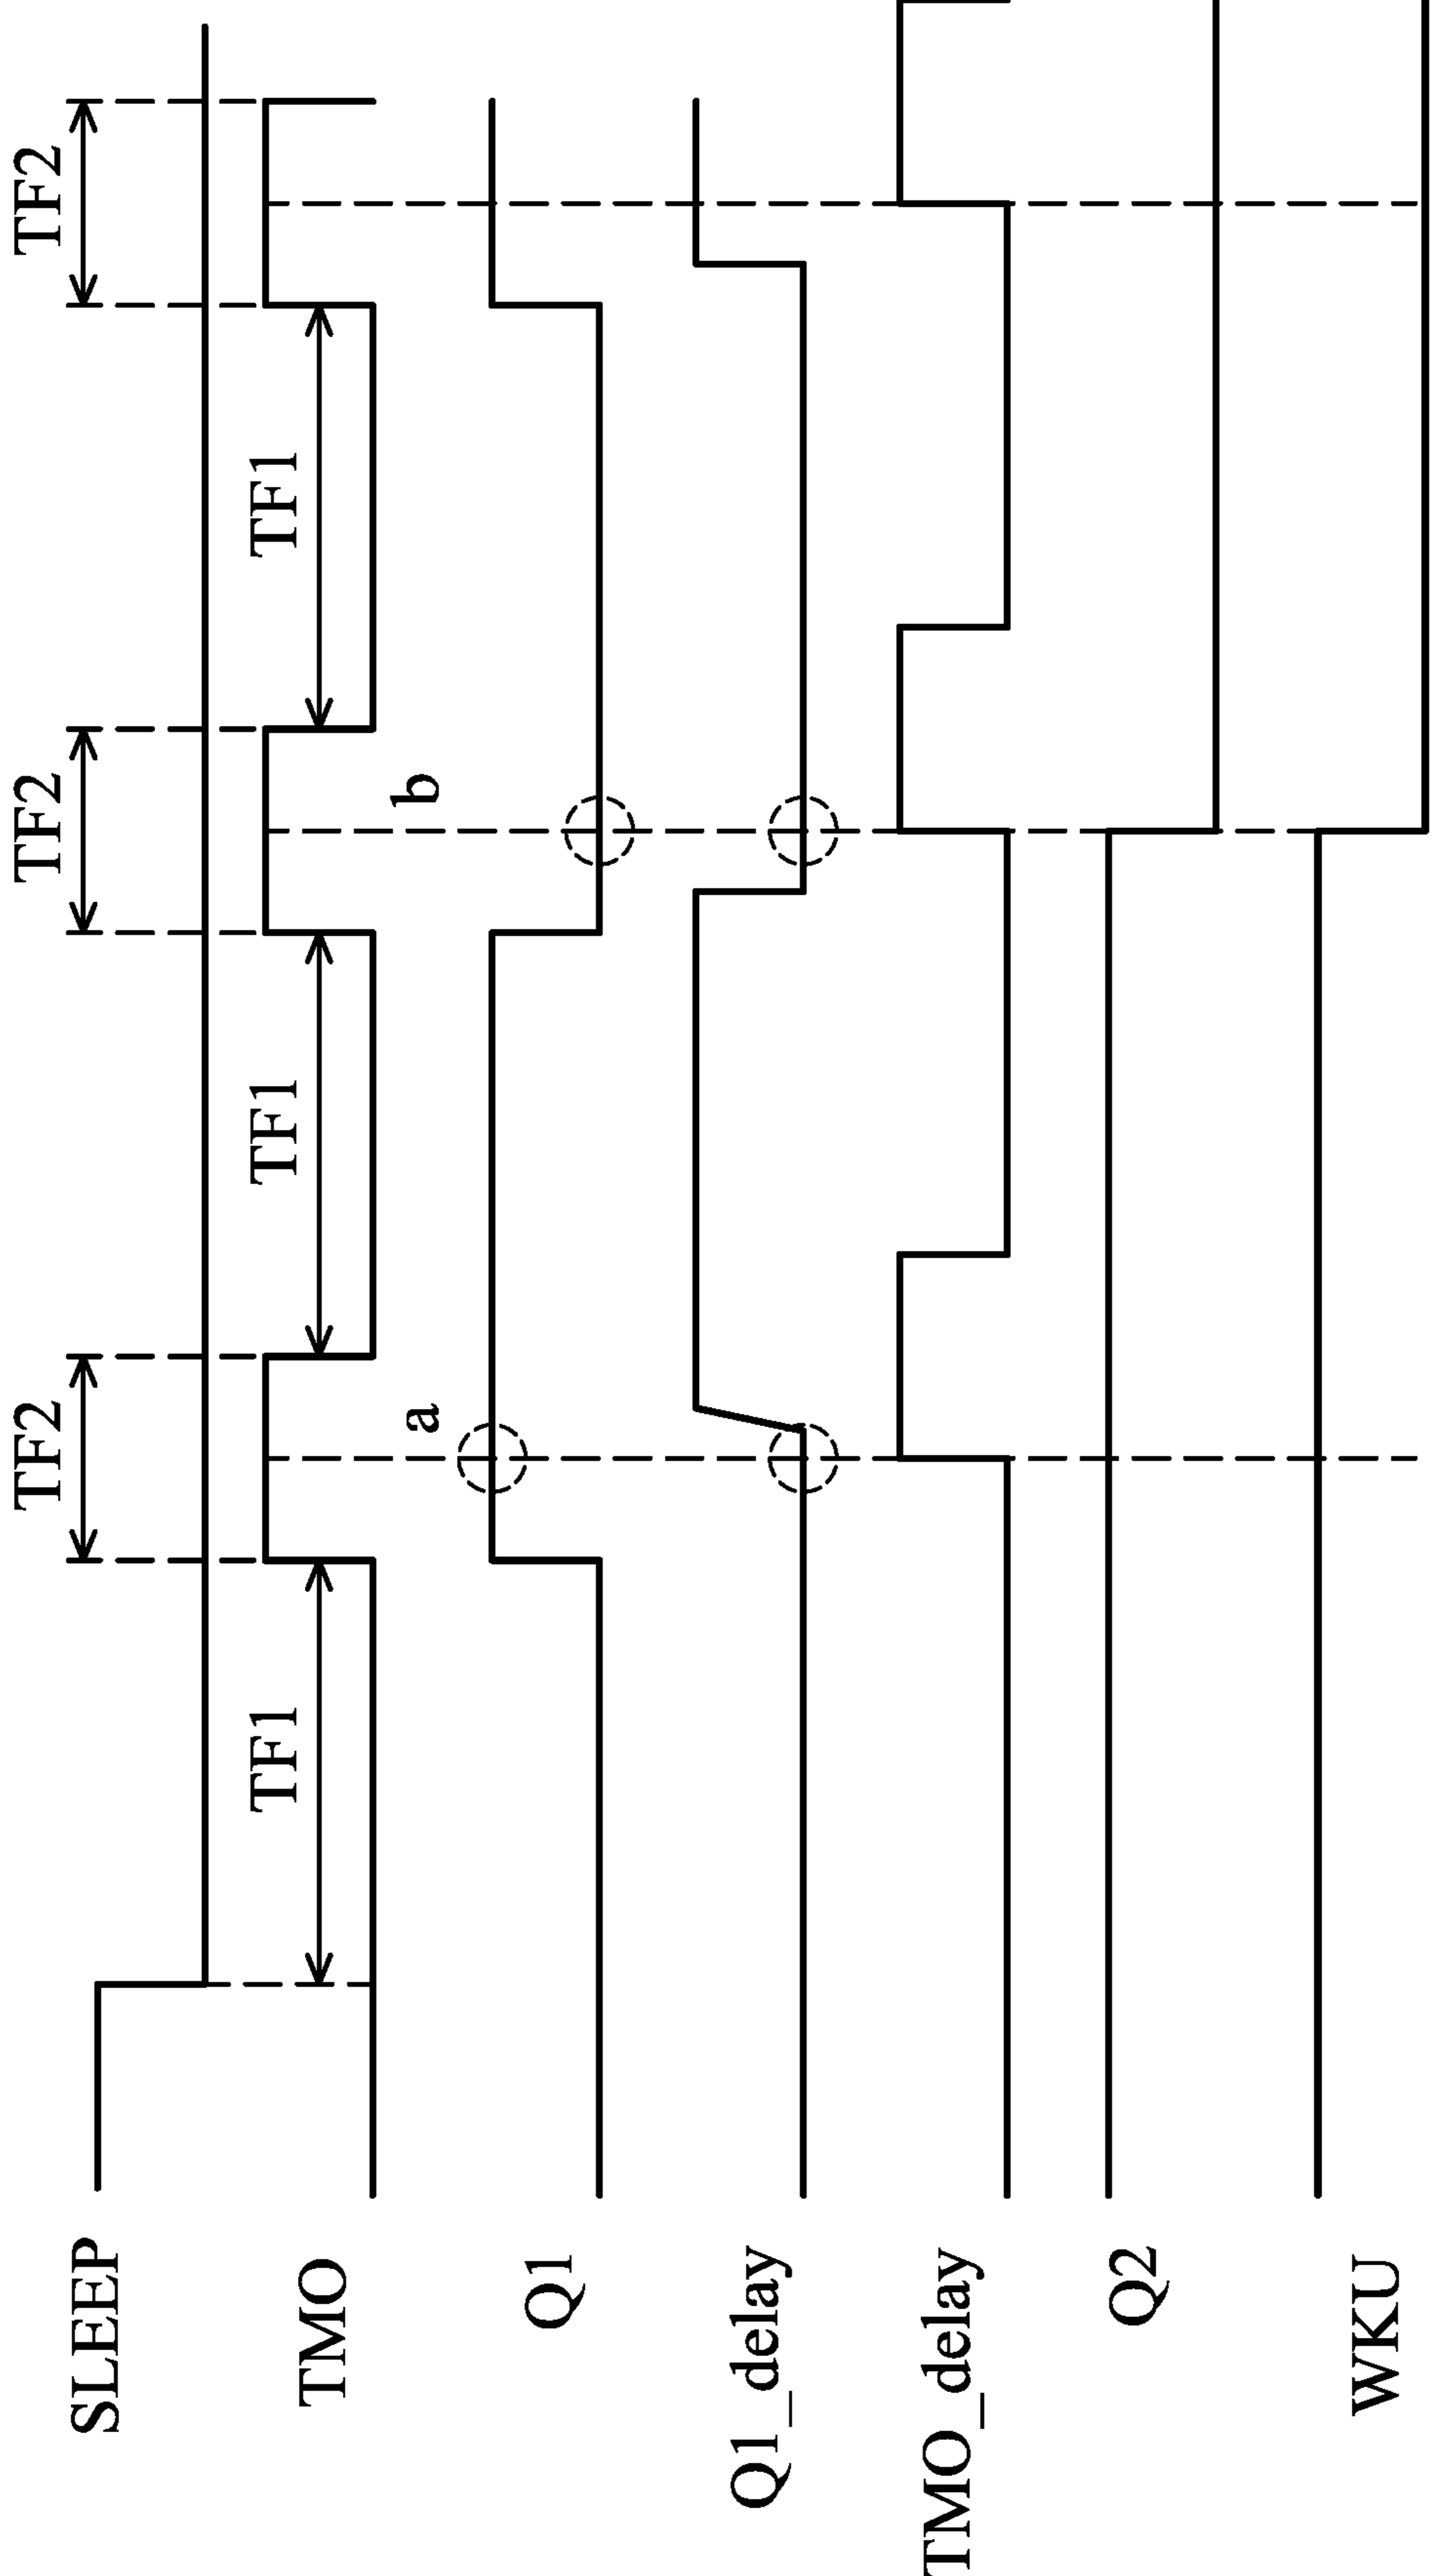 TF2 TF2 TF2
SLEEP
TF1 TF1 TF1
TMO
a b
Q1
Q1_delay
TMO_delay
Q2
WKU